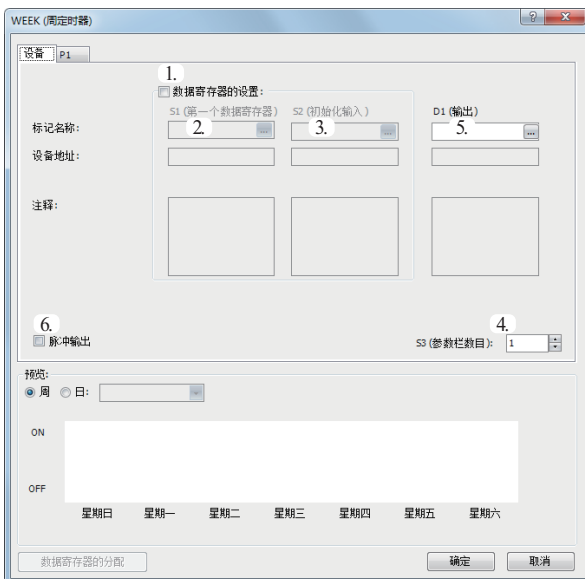 WEEK (周定时器)
设备 P1
1.
数据寄存器的设置:
S1 (第一个数据寄存器) S2 (初始化输入) D1 (输出)
标记名称: 2. ... 3. ... 5. ...
设备地址:
注释:
6. 4.
脉冲输出 S3 (参数栏数目): 1
预览:
周 日:
ON
OFF
星期日 星期一 星期二 星期三 星期四 星期五 星期六
数据寄存器的分配 确定 取消